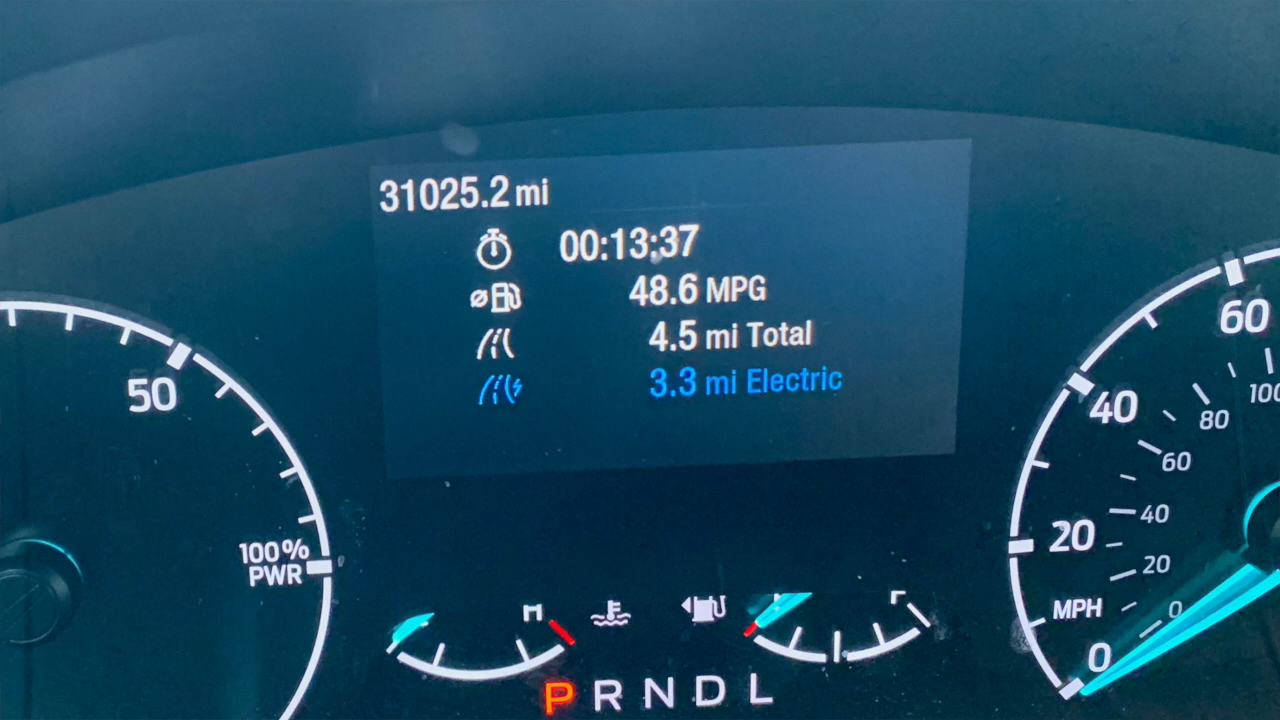 31025.2 mi
00:13:37
48.6 MPG
4.5 mi Total
3.3 mi Electric
50
100%
PWR
60
40
20
MPH
0
100
80
60
40
20
0
P R N D L